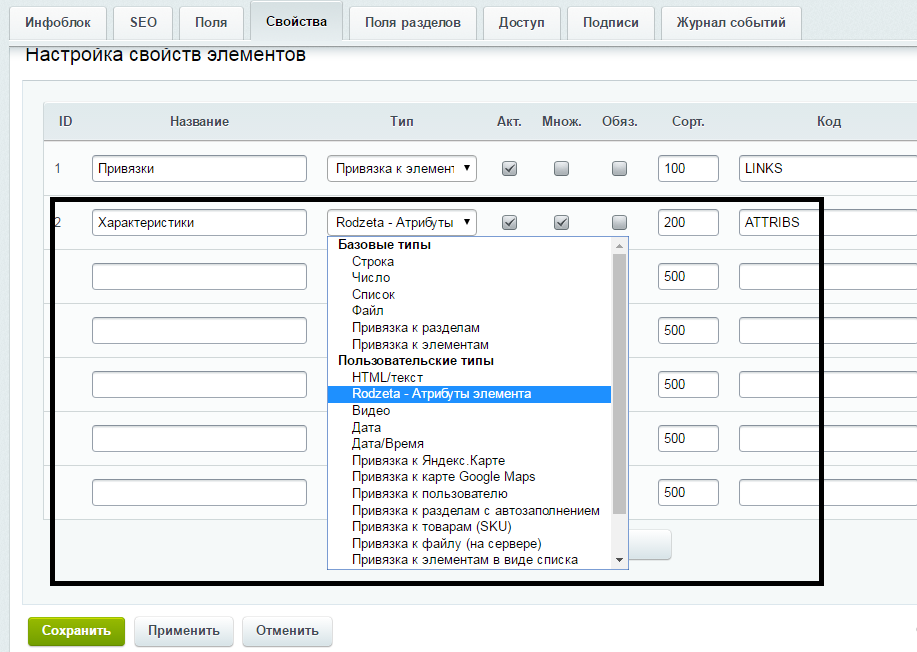 Инфоблок SEO Поля Свойства Поля разделов Доступ Подписи Журнал событий
Настройка свойств элементов
ID Название Тип Акт. Множ. Обяз. Сорт. Код
1 Привязки Привязка к элемент 100 LINKS
2 Характеристики Rodzeta - Атрибуты 200 ATTRIBS
Базовые типы
Строка
Число
Список
Файл
Привязка к разделам
Привязка к элементам
Пользовательские типы
HTML/текст
Rodzeta - Атрибуты элемента
Видео
Дата
Дата/Время
Привязка к Яндекс.Карте
Привязка к карте Google Maps
Привязка к пользователю
Привязка к разделам с автозаполнением
Привязка к товарам (SKU)
Привязка к файлу (на сервере)
Привязка к элементам в виде списка
500
500
500
500
500
Сохранить Применить Отменить